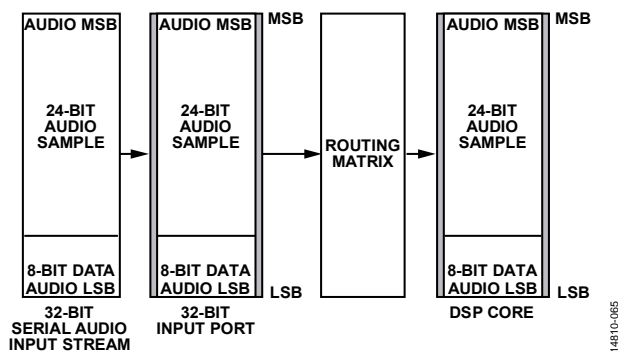 AUDIO MSB
24-BIT
AUDIO
SAMPLE
8-BIT DATA
AUDIO LSB
32-BIT
SERIAL AUDIO
INPUT STREAM
AUDIO MSB
24-BIT
AUDIO
SAMPLE
8-BIT DATA
AUDIO LSB
32-BIT
INPUT PORT
MSB
LSB
ROUTING
MATRIX
AUDIO MSB
24-BIT
AUDIO
SAMPLE
8-BIT DATA
AUDIO LSB
DSP CORE
MSB
LSB
14810-065